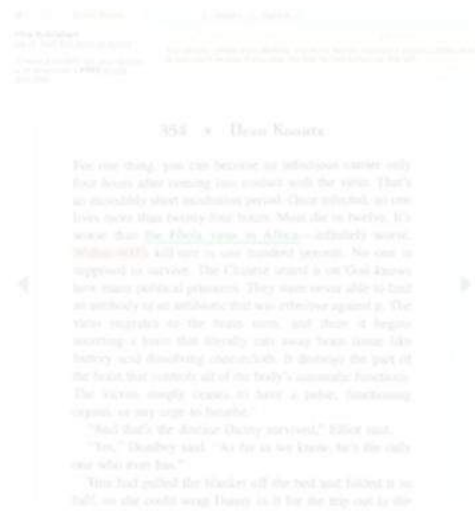 354 • Dean Koontz
For one thing, you can become an infectious carrier only
four hours after coming into contact with the virus. That's
an incredibly short incubation period. Once infected, no one
lives more than twenty-four hours. Most die in twelve. It's
worse than the Ebola virus in Africa—infinitely worse.
Wuhan-400's kill-rate is one hundred percent. No one is
supposed to survive. The Chinese tested it on God knows
how many political prisoners. They were never able to find
an antibody or an antibiotic that was effective against it. The
virus migrates to the brain stem, and there it begins
secreting a toxin that literally eats away brain tissue like
battery acid dissolving cheesecloth. It destroys the part of
the brain that controls all of the body's automatic functions.
The victim simply ceases to have a pulse, functioning
organs, or any urge to breathe."
"And that's the disease Danny survived," Elliot said.
"Yes," Dombey said. "As far as we know, he's the only
one who ever has."
Tina had pulled the blanket off the bed and folded it in
half, so she could wrap Danny in it for the trip out to the